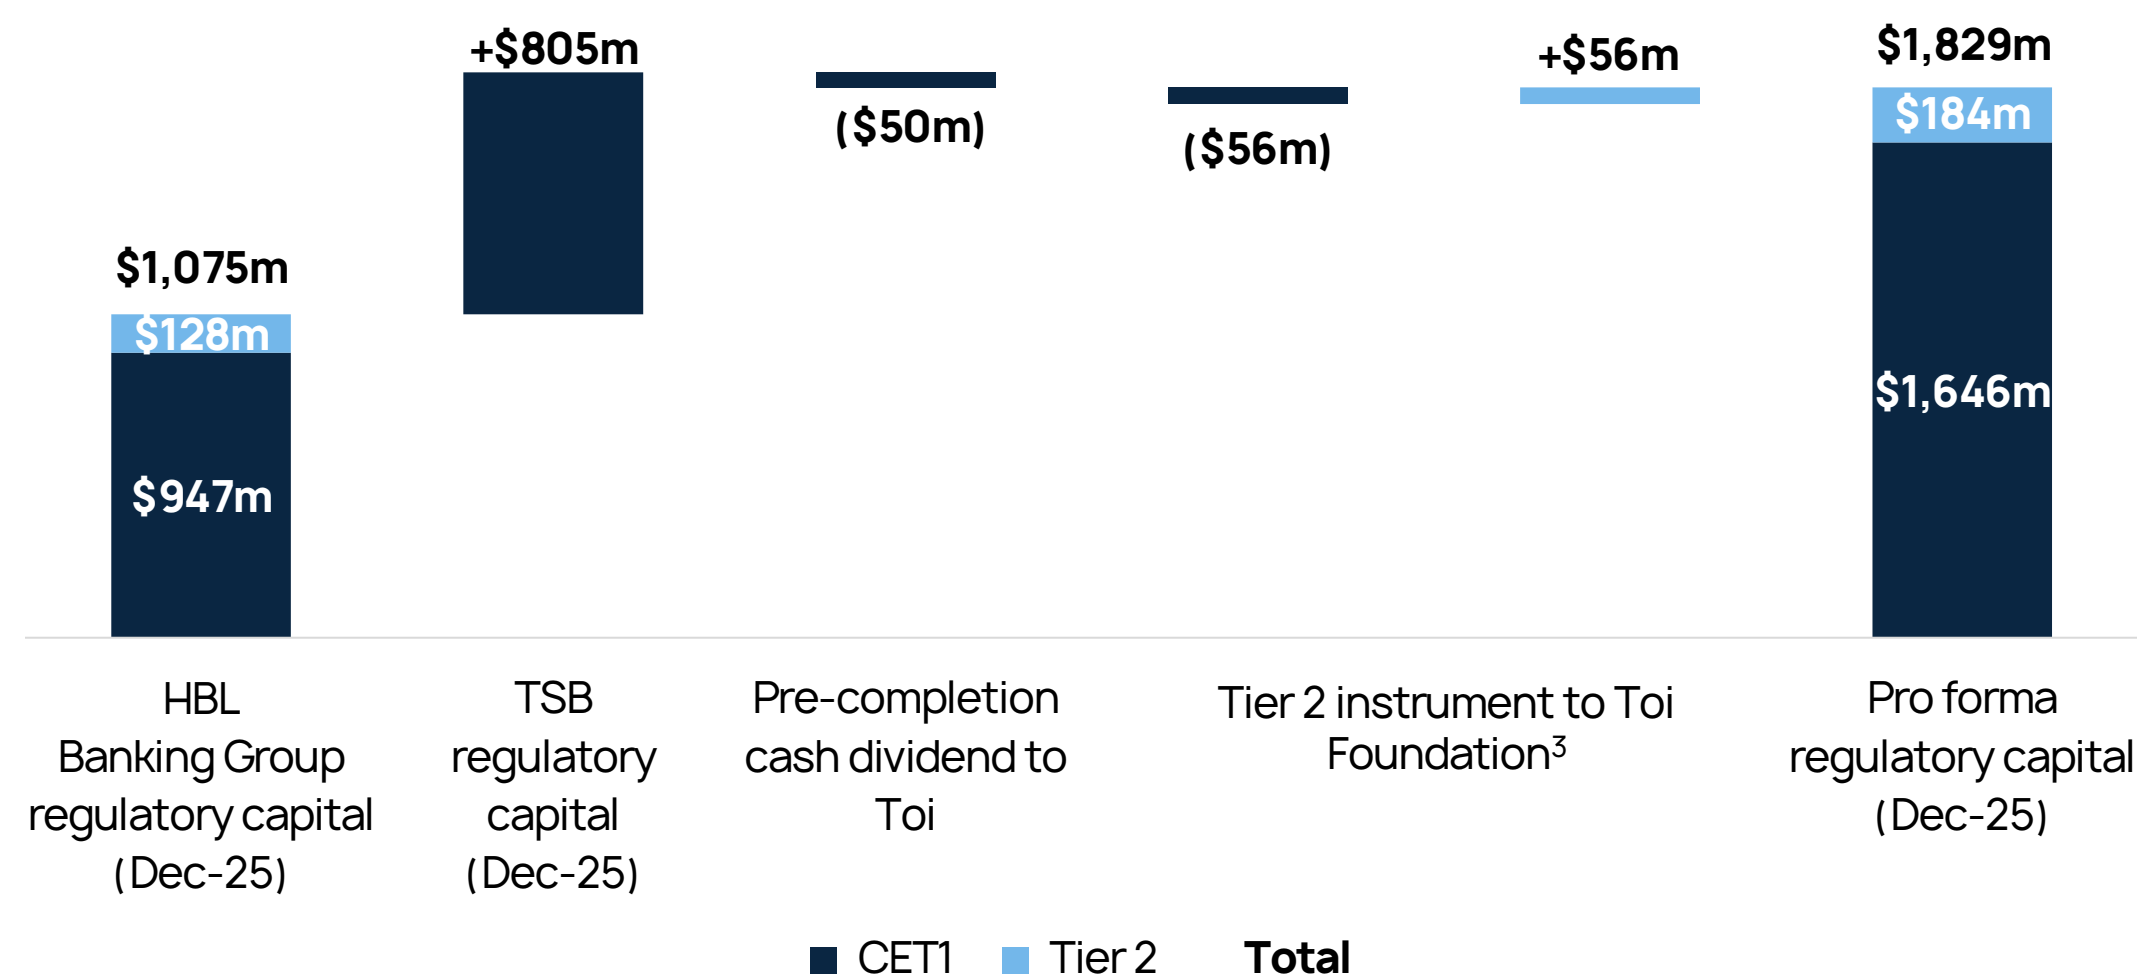 +$805m
($50m)
($56m)
+$56m
$1,829m
$184m
$1,646m
$1,075m
$128m
$947m
HBL
Banking Group
regulatory capital
(Dec-25)
TSB
regulatory
capital
(Dec-25)
Pre-completion
cash dividend to
Toi
Tier 2 instrument to Toi
Foundation³
Pro forma
regulatory capital
(Dec-25)
CET1
Tier 2
Total